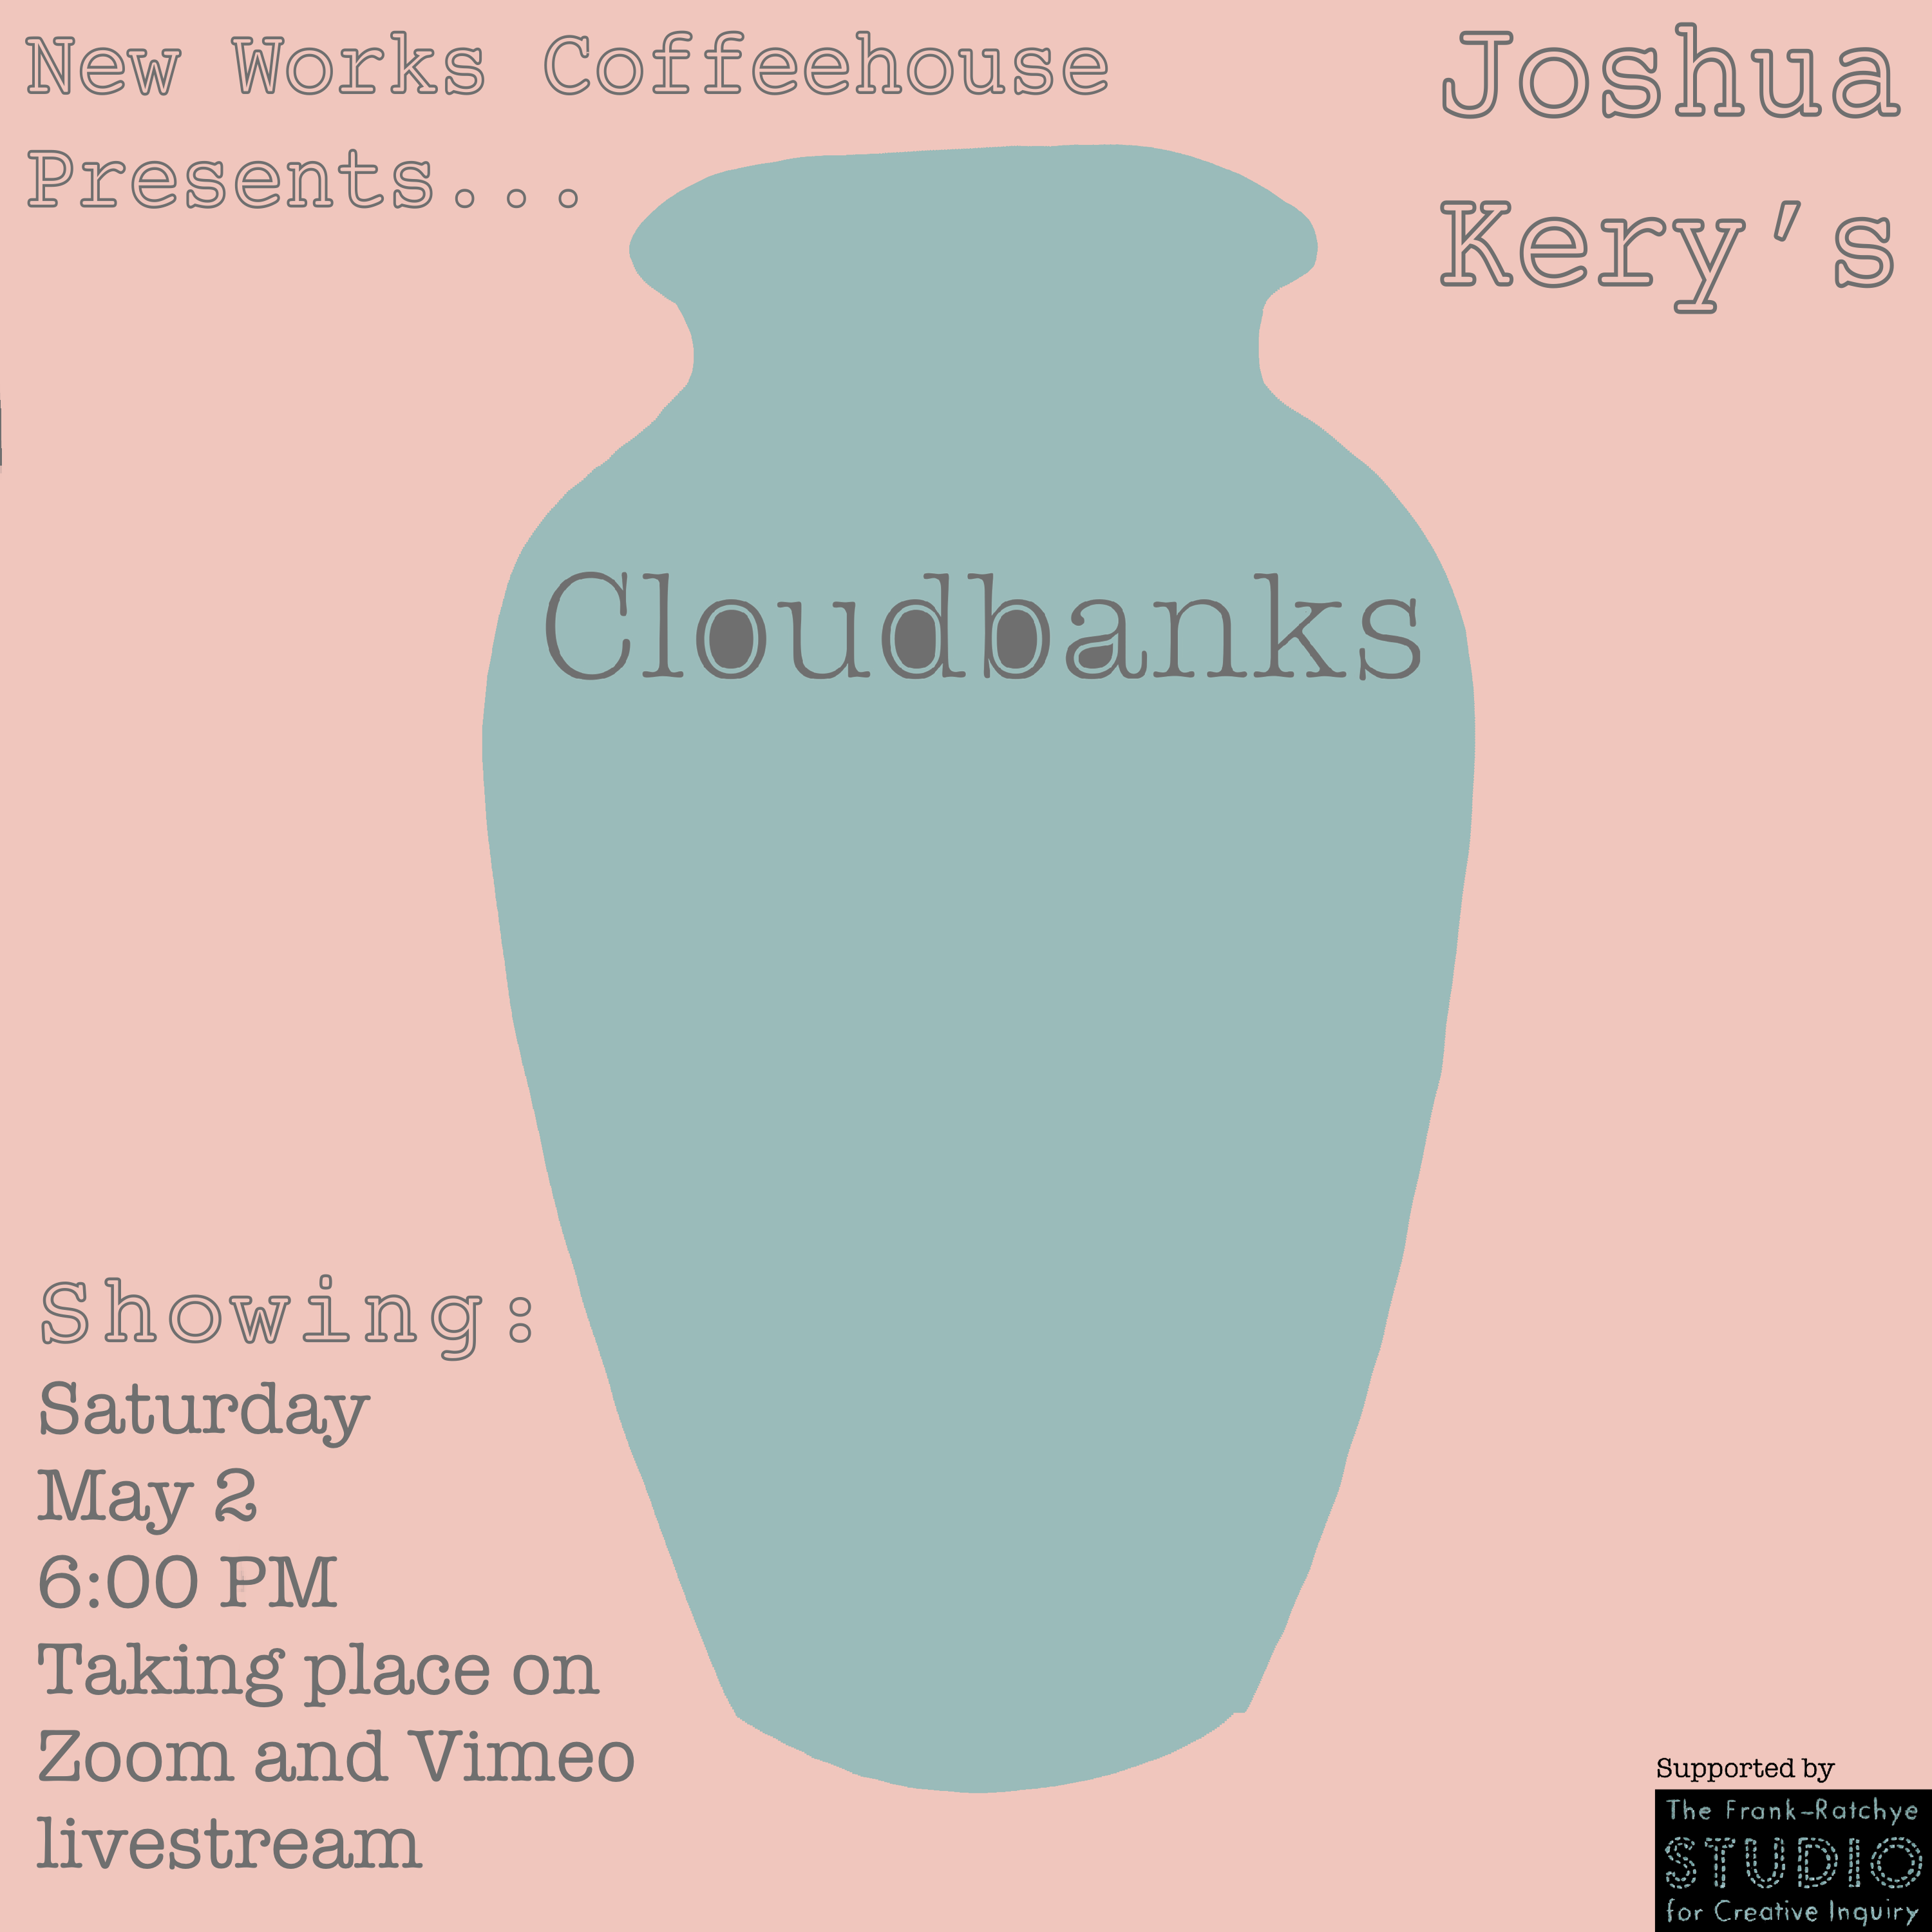 New Works Coffeehouse
Presents...
Joshua
Kery's
Cloudbanks
Showing:
Saturday
May 2
6:00 PM
Taking place on
Zoom and Vimeo
livestream
Supported by
The Frank-Ratchye
STUDIO
for Creative Inquiry